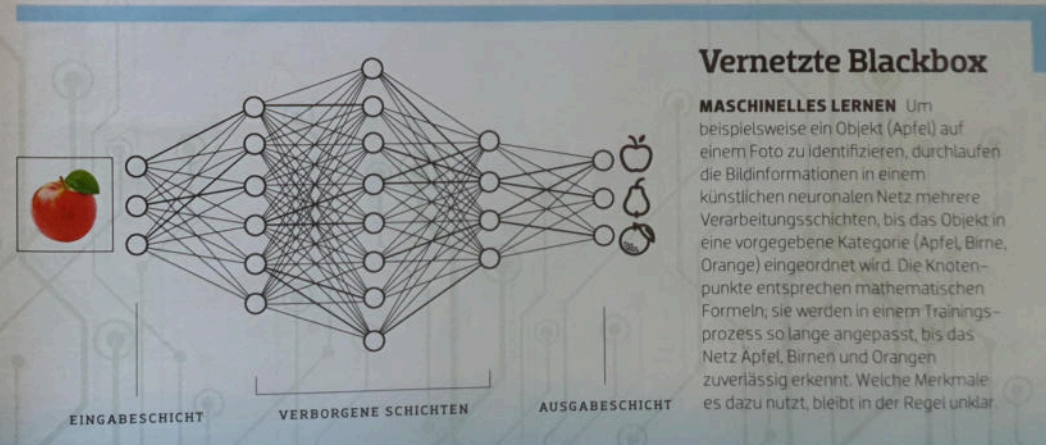 Vernetzte Blackbox
MASCHINELLES LERNEN Um
beispielsweise ein Objekt (Apfel) auf
einem Foto zu identifizieren, durchlaufen
die Bildinformationen in einem
künstlichen neuronalen Netz mehrere
Verarbeitungsschichten, bis das Objekt in
eine vorgegebene Kategorie (Apfel, Birne,
Orange) eingeordnet wird. Die Knoten-
punkte entsprechen mathematischen
Formeln; sie werden in einem Trainings-
prozess so lange angepasst, bis das
Netz Äpfel, Birnen und Orangen
zuverlässig erkennt. Welche Merkmale
es dazu nutzt, bleibt in der Regel unklar.
EINGABESCHICHT
VERBORGENE SCHICHTEN
AUSGABESCHICHT